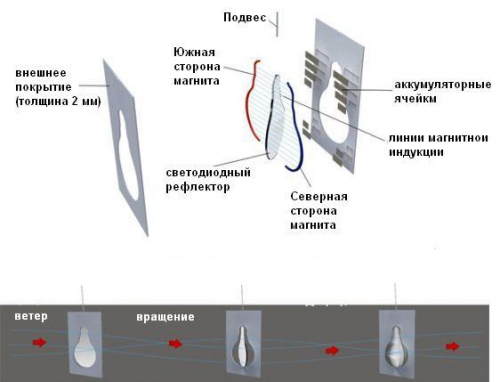 Подвес
Южная
сторона
магнита
внешнее
покрытие
(толщина 2 мм)
аккумуляторные
ячейкм
линии магнитнои
индукции
светодиодный
рефлектор
Северная
сторона
магнита
ветер
вращение